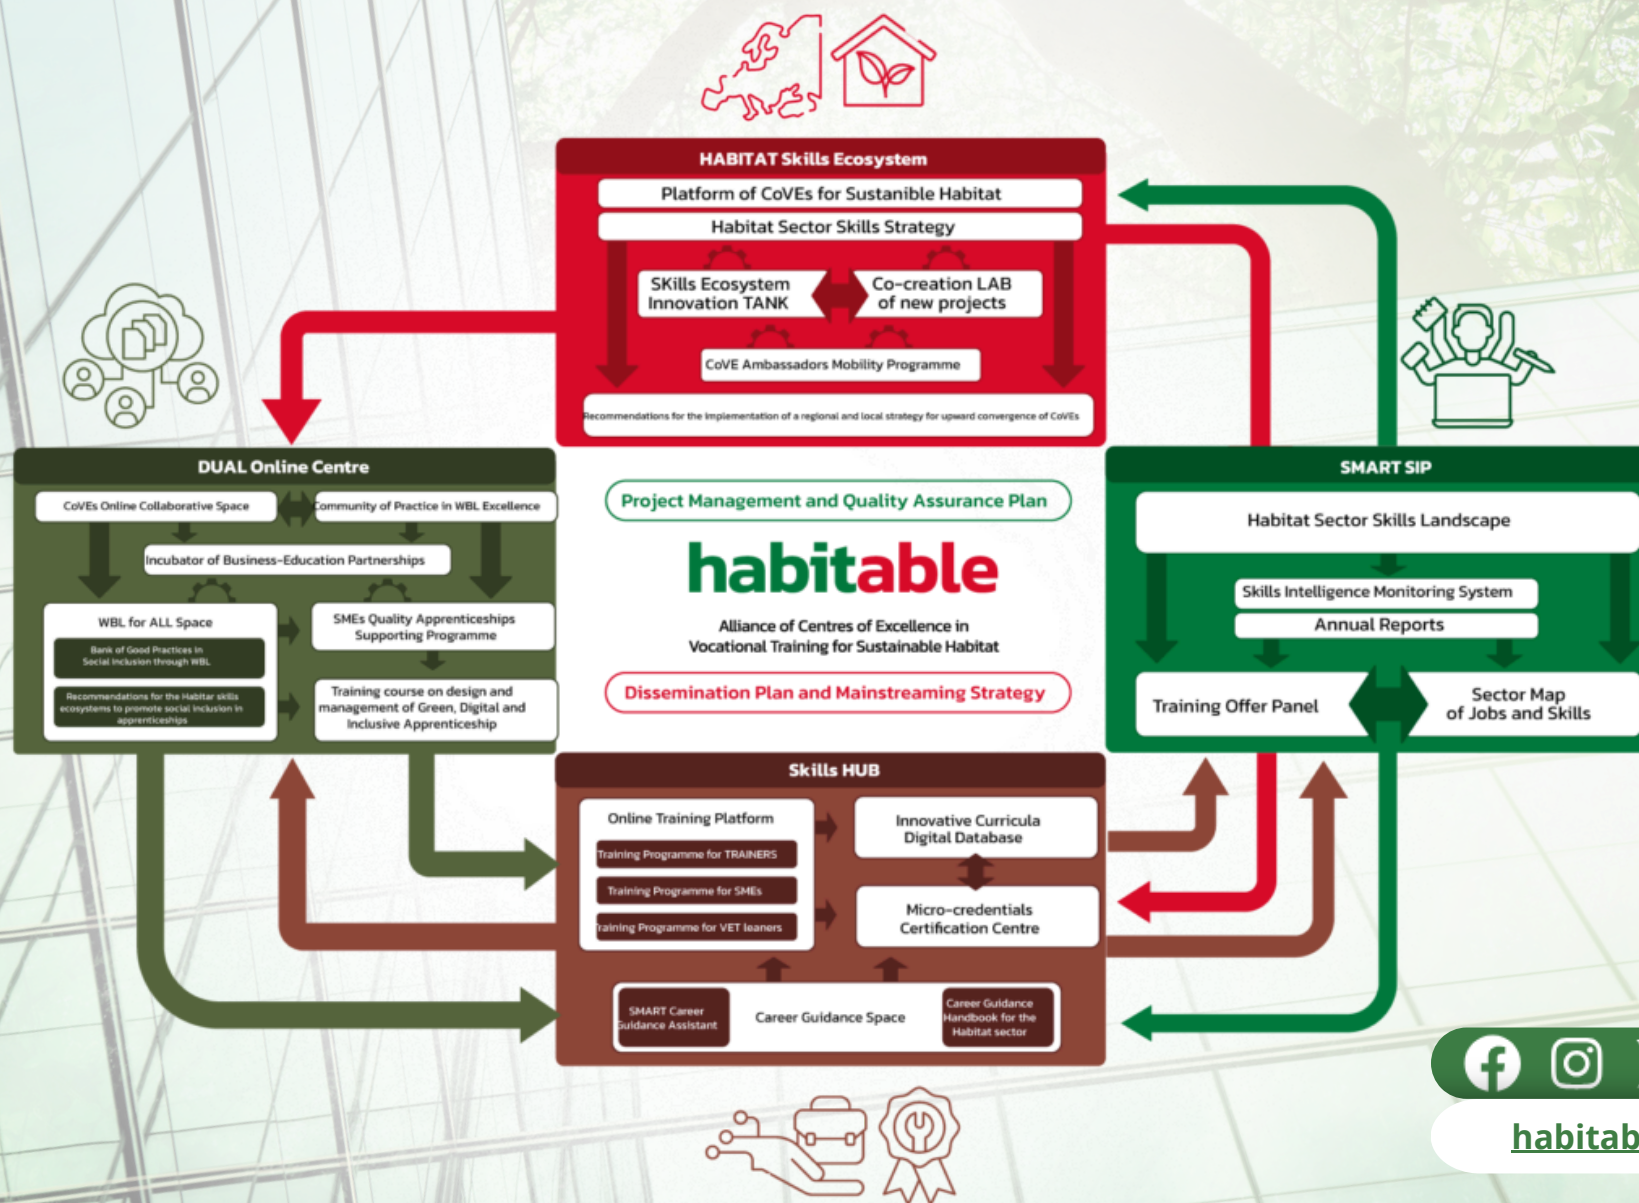 HABITAT Skills Ecosystem
Platform of CoVEs for Sustanible Habitat
Habitat Sector Skills Strategy
SKills Ecosystem
Innovation TANK
Co-creation LAB
of new projects
CoVE Ambassadors Mobility Programme
Recommendations for the implementation of a regional and local strategy for upward convergence of CoVEs
DUAL Online Centre
CoVEs Online Collaborative Space
Community of Practice in WBL Excellence
Incubator of Business-Education Partnerships
WBL for ALL Space
Bank of Good Practices in
Social Inclusion through WBL
Recommendations for the Habitar skills
ecosystems to promote social inclusion in
apprenticeships
SMEs Quality Apprenticeships
Supporting Programme
Training course on design and
management of Green, Digital and
Inclusive Apprenticeship
Project Management and Quality Assurance Plan
habitable
Alliance of Centres of Excellence in
Vocational Training for Sustainable Habitat
Dissemination Plan and Mainstreaming Strategy
SMART SIP
Habitat Sector Skills Landscape
Skills Intelligence Monitoring System
Annual Reports
Training Offer Panel
Sector Map
of Jobs and Skills
Skills HUB
Online Training Platform
Training Programme for TRAINERS
Training Programme for SMEs
Training Programme for VET leaners
Innovative Curricula
Digital Database
Micro-credentials
Certification Centre
SMART Career
Guidance Assistant
Career Guidance Space
Career Guidance
Handbook for the
Habitat sector
habitab